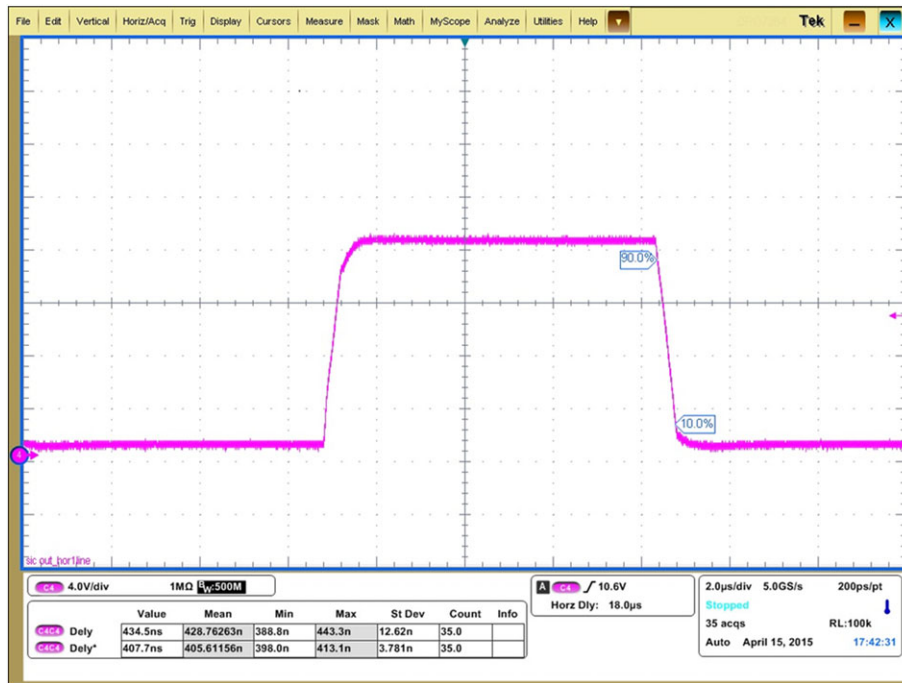 File Edit Vertical Horiz/Acq Trig Display Cursors Measure Mask Math MyScope Analyze Utilities Help Tek X
90.0%
10.0%
4
sic out_hor1line
C4 4.0V/div 1MΩ BW:500M
A C4 10.6V
Horz Dly: 18.0µs
2.0µs/div 5.0GS/s 200ps/pt
Stopped
35 acqs RL:100k
Auto April 15, 2015 17:42:31
Value Mean Min Max St Dev Count Info
C4C4 Dely 434.5ns 428.76263n 388.8n 443.3n 12.62n 35.0
C4C4 Dely* 407.7ns 405.61156n 398.0n 413.1n 3.781n 35.0